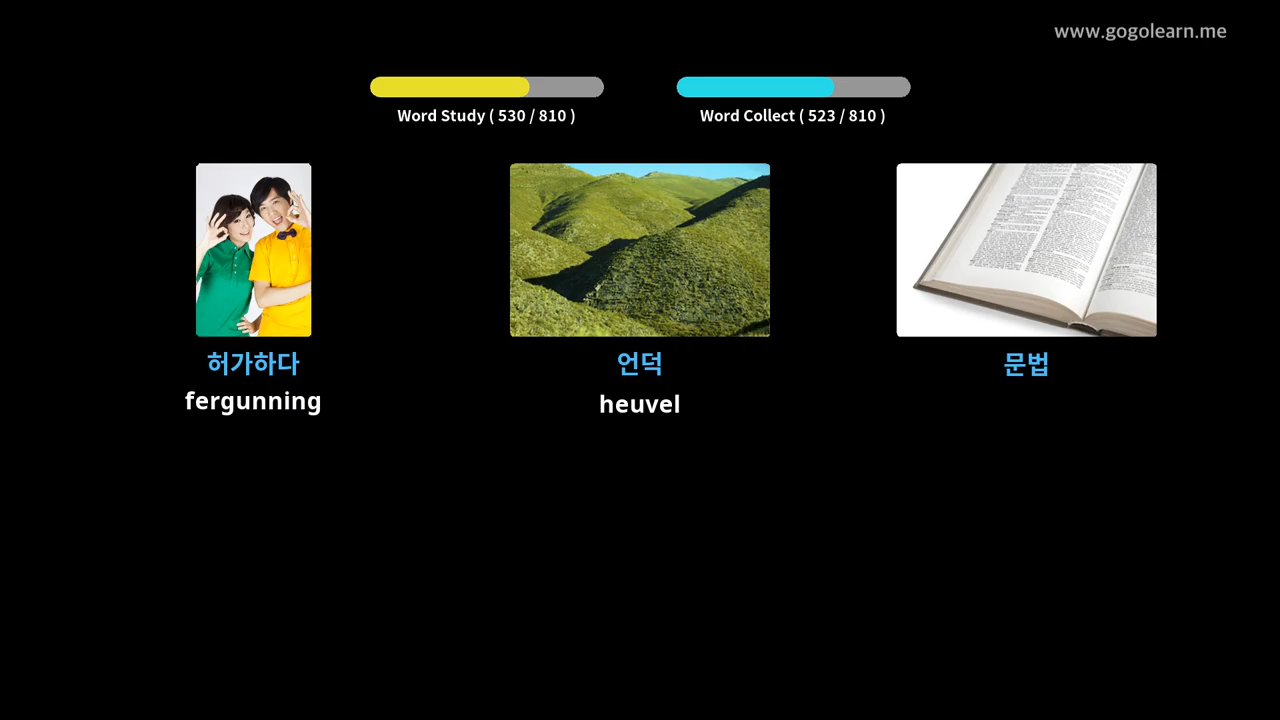 www.gogolearn.me
Word Study ( 530 / 810 )
Word Collect ( 523 / 810 )
허가하다
언덕
문법
fergunning
heuvel